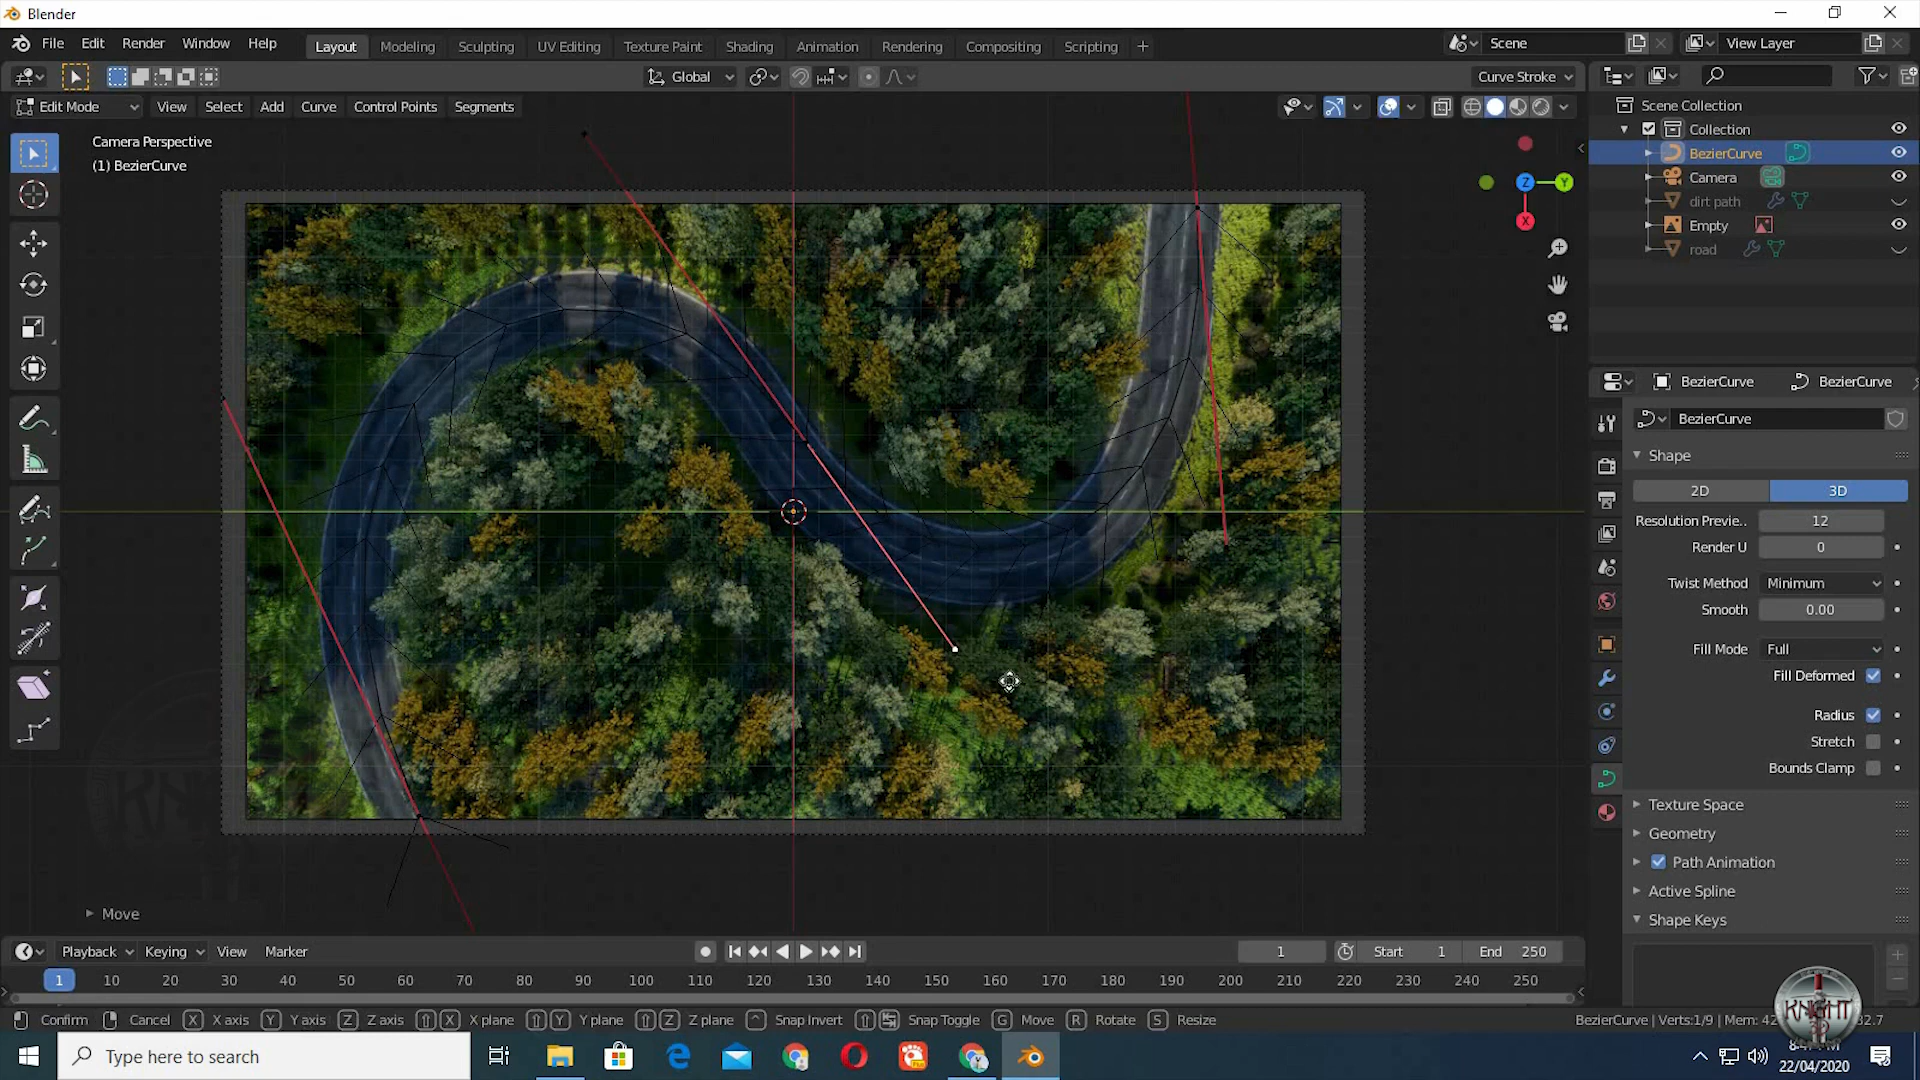 Blender
File Edit Render Window Help Layout Modeling Sculpting UV Editing Texture Paint Shading Animation Rendering Compositing Scripting + Scene View Layer
Global Curve Stroke
Edit Mode View Select Add Curve Control Points Segments
Scene Collection
Camera Perspective
(1) BezierCurve
Collection
BezierCurve
Camera
dirt path
Empty
road
Z Y
X
BezierCurve BezierCurve
BezierCurve
Shape
2D 3D
Resolution Previe.. 12
Render U 0
Twist Method Minimum
Smooth 0.00
Fill Mode Full
Fill Deformed
Radius
Stretch
Bounds Clamp
Texture Space
Geometry
Path Animation
Active Spline
Shape Keys
Move
Playback Keying View Marker 1 Start 1 End 250
1 10 20 30 40 50 60 70 80 90 100 110 120 130 140 150 160 170 180 190 200 210 220 230 240 250
Confirm Cancel X X axis Y Y axis Z Z axis X X plane Y Y plane Z Z plane Snap Invert Snap Toggle G Move R Rotate S Resize BezierCurve | Verts:1/9 | Mem: 42
KNIGHT
Type here to search
22/04/2020